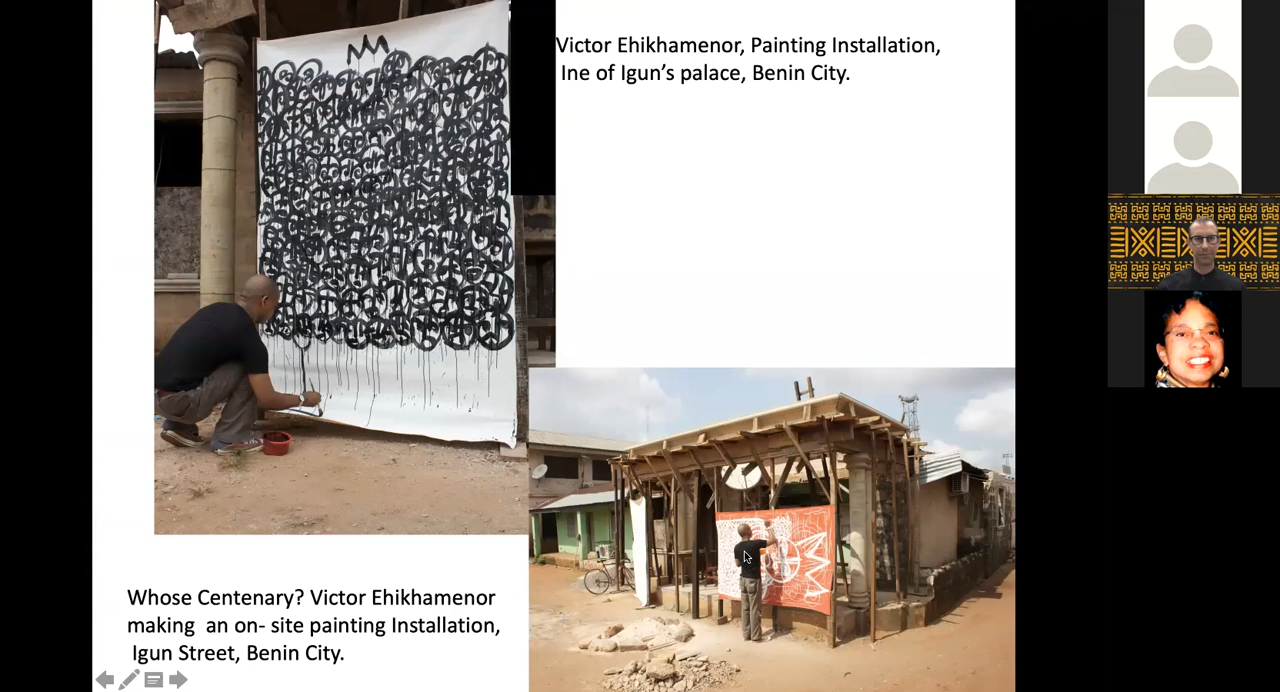 Victor Ehikhamenor, Painting Installation,
Ine of Igun’s palace, Benin City.
Whose Centenary? Victor Ehikhamenor
making an on- site painting Installation,
Igun Street, Benin City.